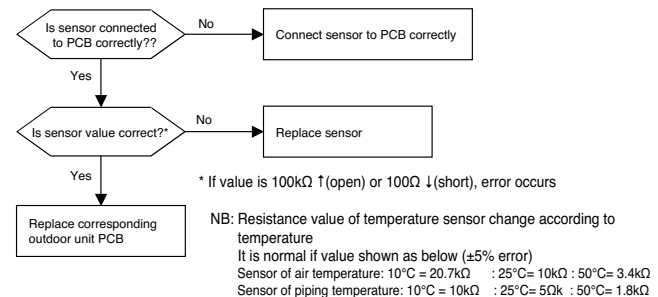 Is sensor connected
to PCB correctly??
No
Connect sensor to PCB correctly
Yes
Is sensor value correct?*
No
Replace sensor
Yes
* If value is 100kΩ ↑(open) or 100Ω ↓(short), error occurs
Replace corresponding
outdoor unit PCB
NB: Resistance value of temperature sensor change according to
temperature
It is normal if value shown as below (±5% error)
Sensor of air temperature: 10°C = 20.7kΩ : 25°C= 10kΩ : 50°C= 3.4kΩ
Sensor of piping temperature: 10°C = 10kΩ : 25°C= 5Ωk : 50°C= 1.8kΩ